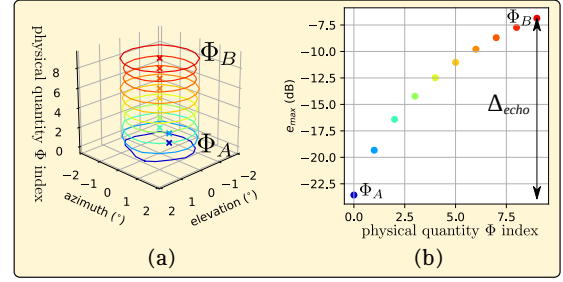 physical quantity Φ index
8
6
4
2
0
Φ_B
Φ_A
−2
−1
0
1
2
azimuth (°)
−2
−1
0
1
2
elevation (°)
(a)
e_max (dB)
−7.5
−10.0
−12.5
−15.0
−17.5
−20.0
−22.5
Φ_B
Δ_echo
Φ_A
0.0 2.5 5.0 7.5
physical quantity Φ index
(b)